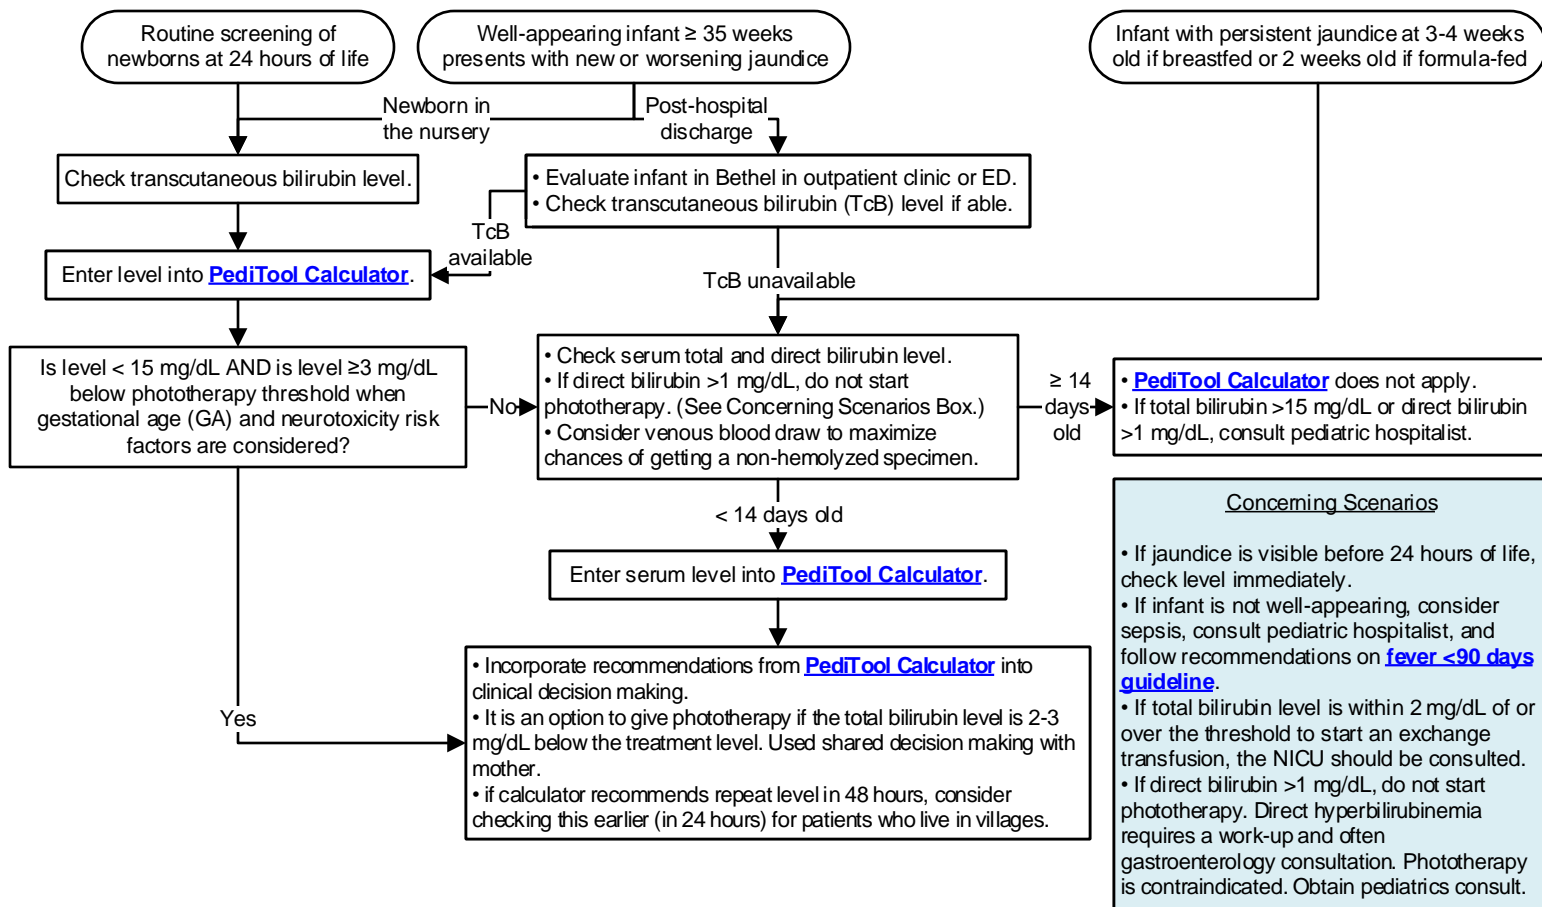 Routine screening of
newborns at 24 hours of life
Well-appearing infant ≥ 35 weeks
presents with new or worsening jaundice
Infant with persistent jaundice at 3-4 weeks
old if breastfed or 2 weeks old if formula-fed
Newborn in
the nursery
Post-hospital
discharge
Check transcutaneous bilirubin level.
• Evaluate infant in Bethel in outpatient clinic or ED.
• Check transcutaneous bilirubin (TcB) level if able.
TcB
available
Enter level into PediTool Calculator.
TcB unavailable
Is level < 15 mg/dL AND is level ≥3 mg/dL
below phototherapy threshold when
gestational age (GA) and neurotoxicity risk
factors are considered?
No
• Check serum total and direct bilirubin level.
• If direct bilirubin >1 mg/dL, do not start
phototherapy. (See Concerning Scenarios Box.)
• Consider venous blood draw to maximize
chances of getting a non-hemolyzed specimen.
≥ 14
days
old
• PediTool Calculator does not apply.
• If total bilirubin >15 mg/dL or direct bilirubin
>1 mg/dL, consult pediatric hospitalist.
< 14 days old
Enter serum level into PediTool Calculator.
Yes
• Incorporate recommendations from PediTool Calculator into
clinical decision making.
• It is an option to give phototherapy if the total bilirubin level is 2-3
mg/dL below the treatment level. Used shared decision making with
mother.
• if calculator recommends repeat level in 48 hours, consider
checking this earlier (in 24 hours) for patients who live in villages.
Concerning Scenarios
• If jaundice is visible before 24 hours of life,
check level immediately.
• If infant is not well-appearing, consider
sepsis, consult pediatric hospitalist, and
follow recommendations on fever <90 days
guideline.
• If total bilirubin level is within 2 mg/dL of or
over the threshold to start an exchange
transfusion, the NICU should be consulted.
• If direct bilirubin >1 mg/dL, do not start
phototherapy. Direct hyperbilirubinemia
requires a work-up and often
gastroenterology consultation. Phototherapy
is contraindicated. Obtain pediatrics consult.